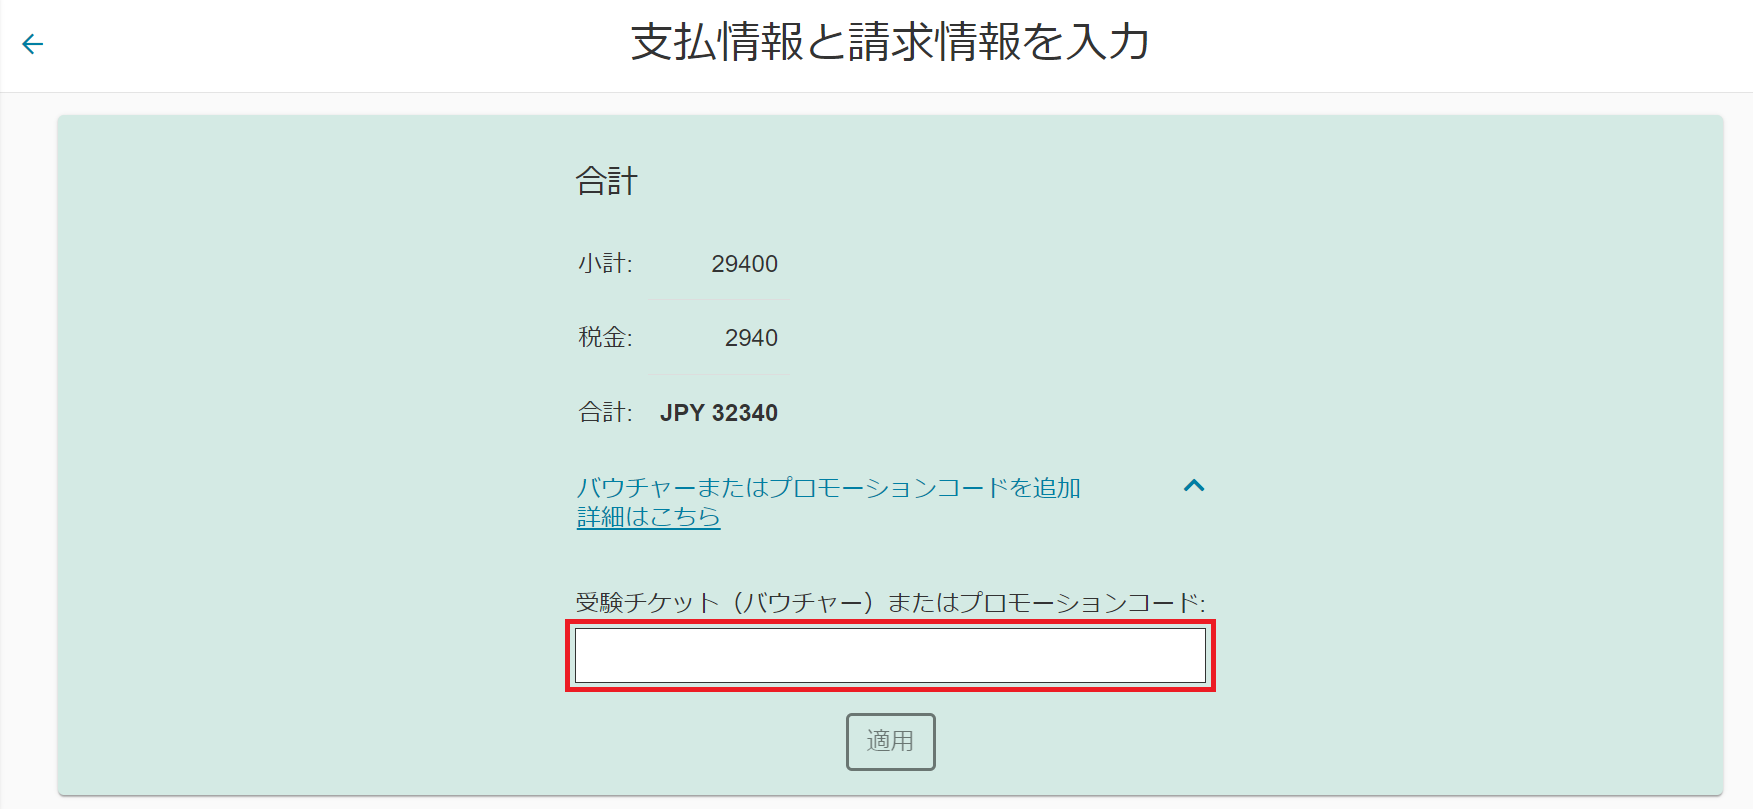 支払情報と請求情報を入力
合計
小計: 29400
税金: 2940
合計: JPY 32340
バウチャーまたはプロモーションコードを追加
詳細はこちら
受験チケット（バウチャー）またはプロモーションコード:
適用